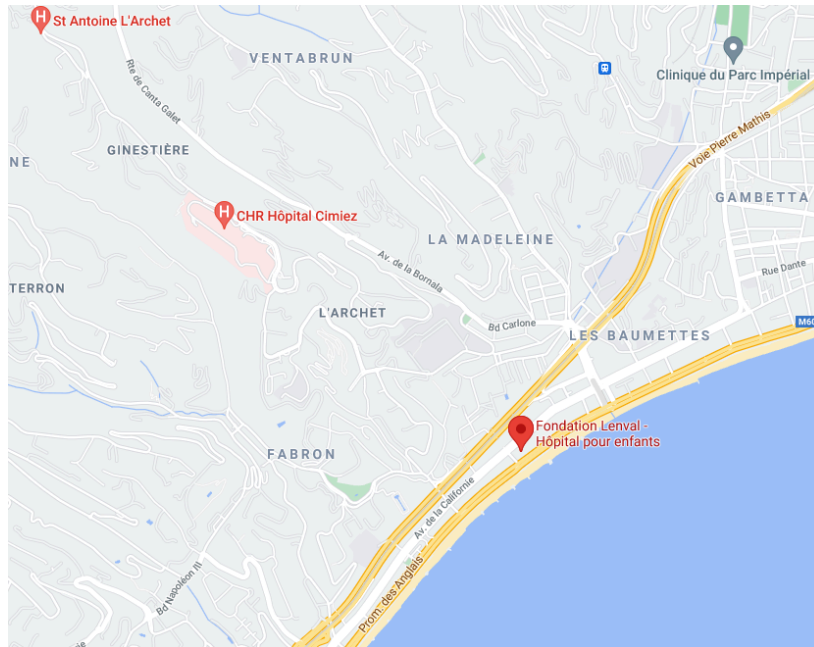 St Antoine L'Archet
VENTABRUN
Clinique du Parc Impérial
Rte de Canta Galet
Voie Pierre Mathis
GINESTIÈRE
NE
GAMBETTA
CHR Hôpital Cimiez
LA MADELEINE
Av. de la Bornala
Rue Dante
TERRON
L'ARCHET
Bd Carlone
M60
LES BAUMETTES
Fondation Lenval -
Hôpital pour enfants
FABRON
Av. de la Californie
Bd Napoléon III
Prom. des Anglais